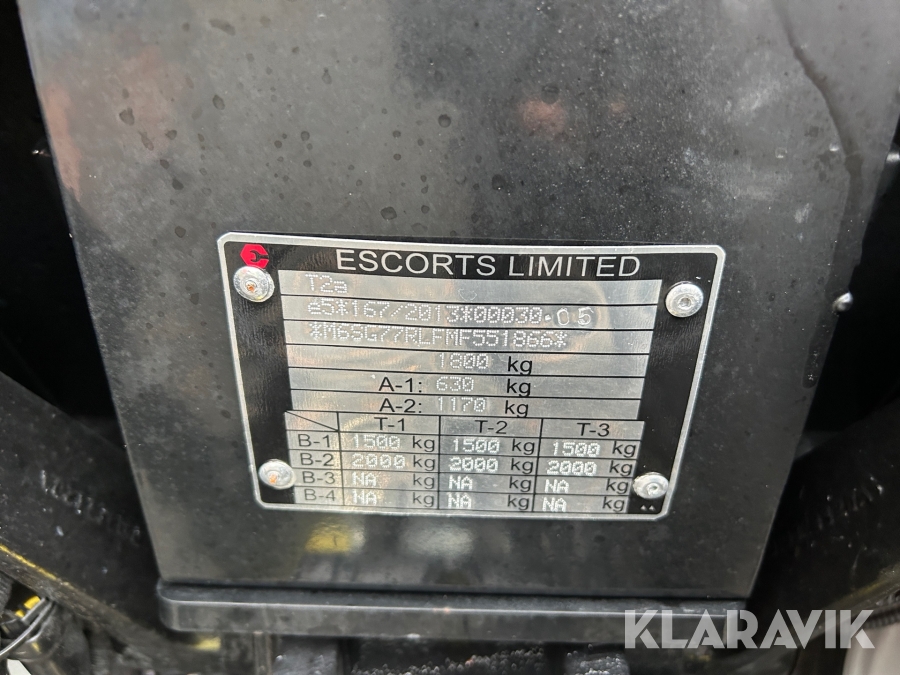 ESCORTS LIMITED
T2a
e5*167/2013*00030*05
*M6SG77RLFMF551866*
1800 kg
A-1: 630 kg
A-2: 1170 kg
T-1 T-2 T-3
B-1 1500 kg 1500 kg 1500 kg
B-2 2000 kg 2000 kg 2000 kg
B-3 NA kg NA kg NA kg
B-4 NA kg NA kg NA kg
KLARAVIK